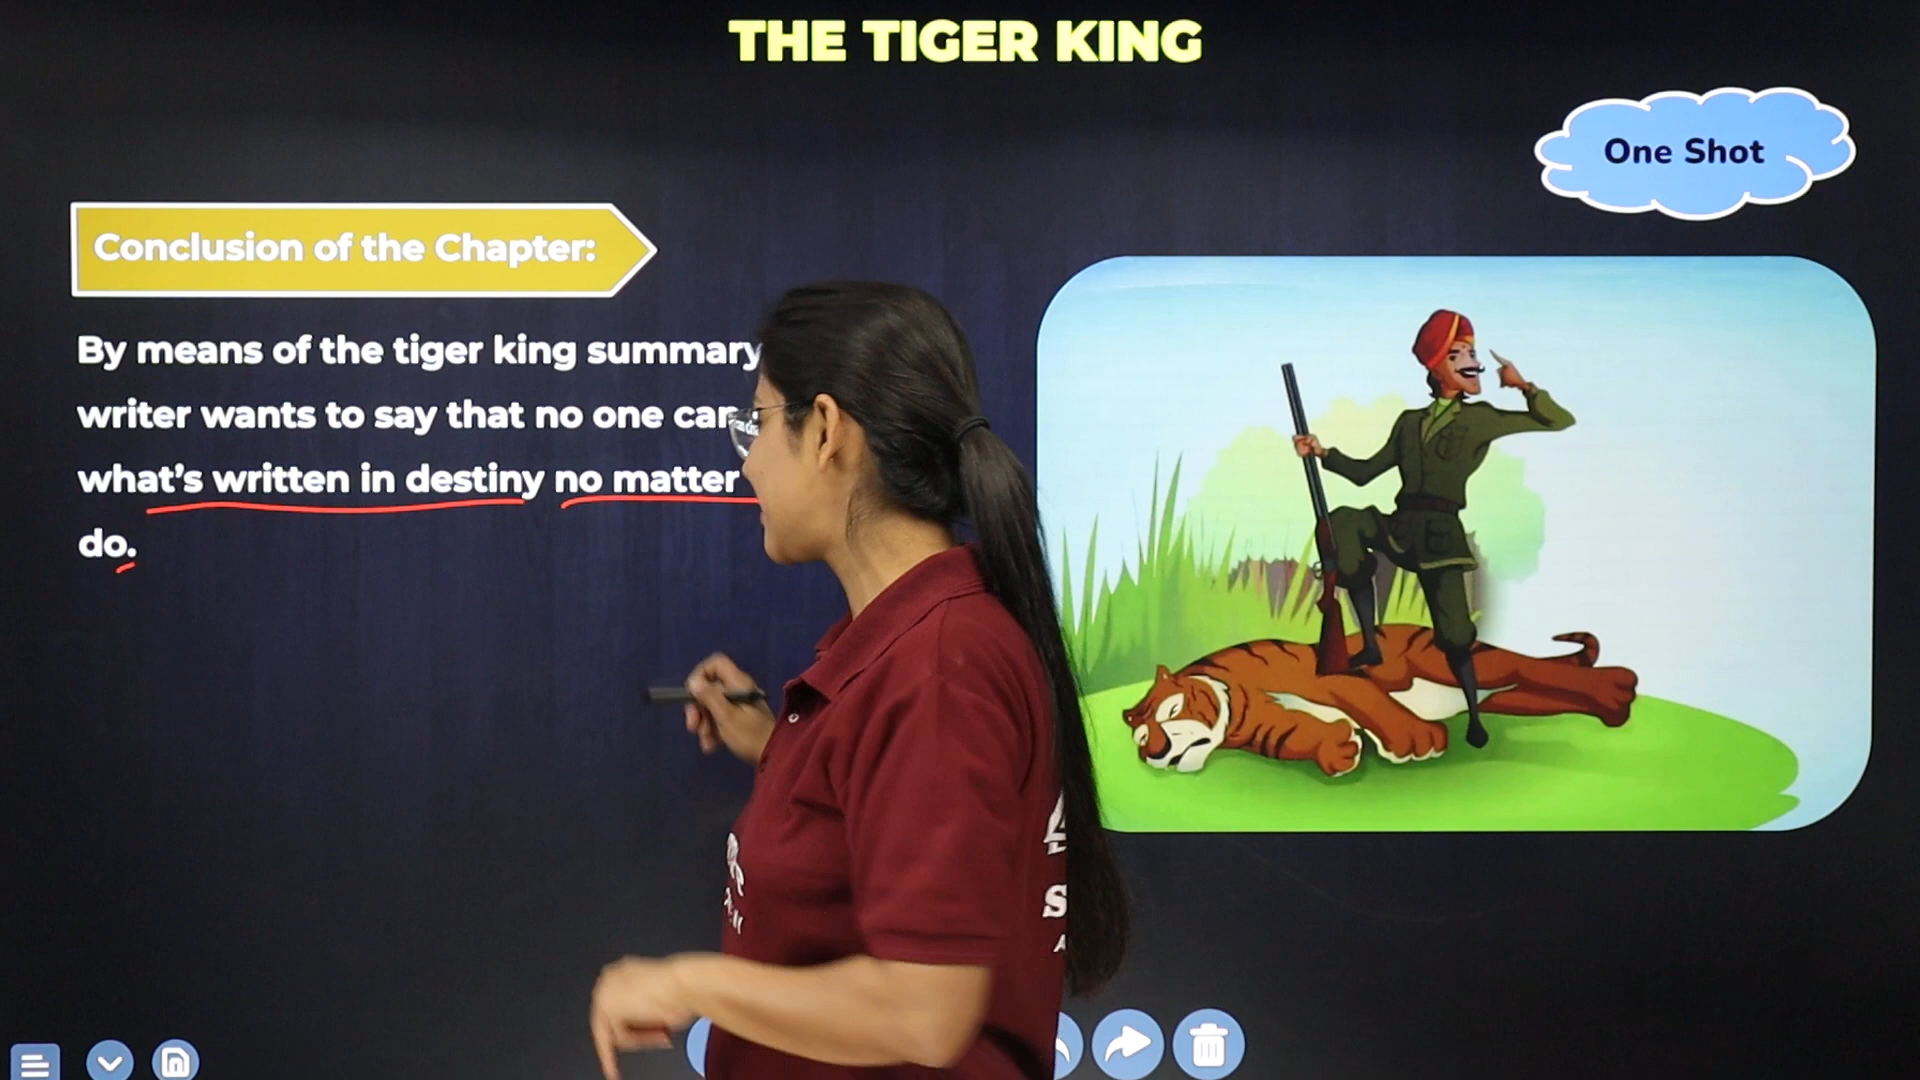 THE TIGER KING
One Shot
Conclusion of the Chapter:
By means of the tiger king summary
writer wants to say that no one can
what's written in destiny no matter
do.